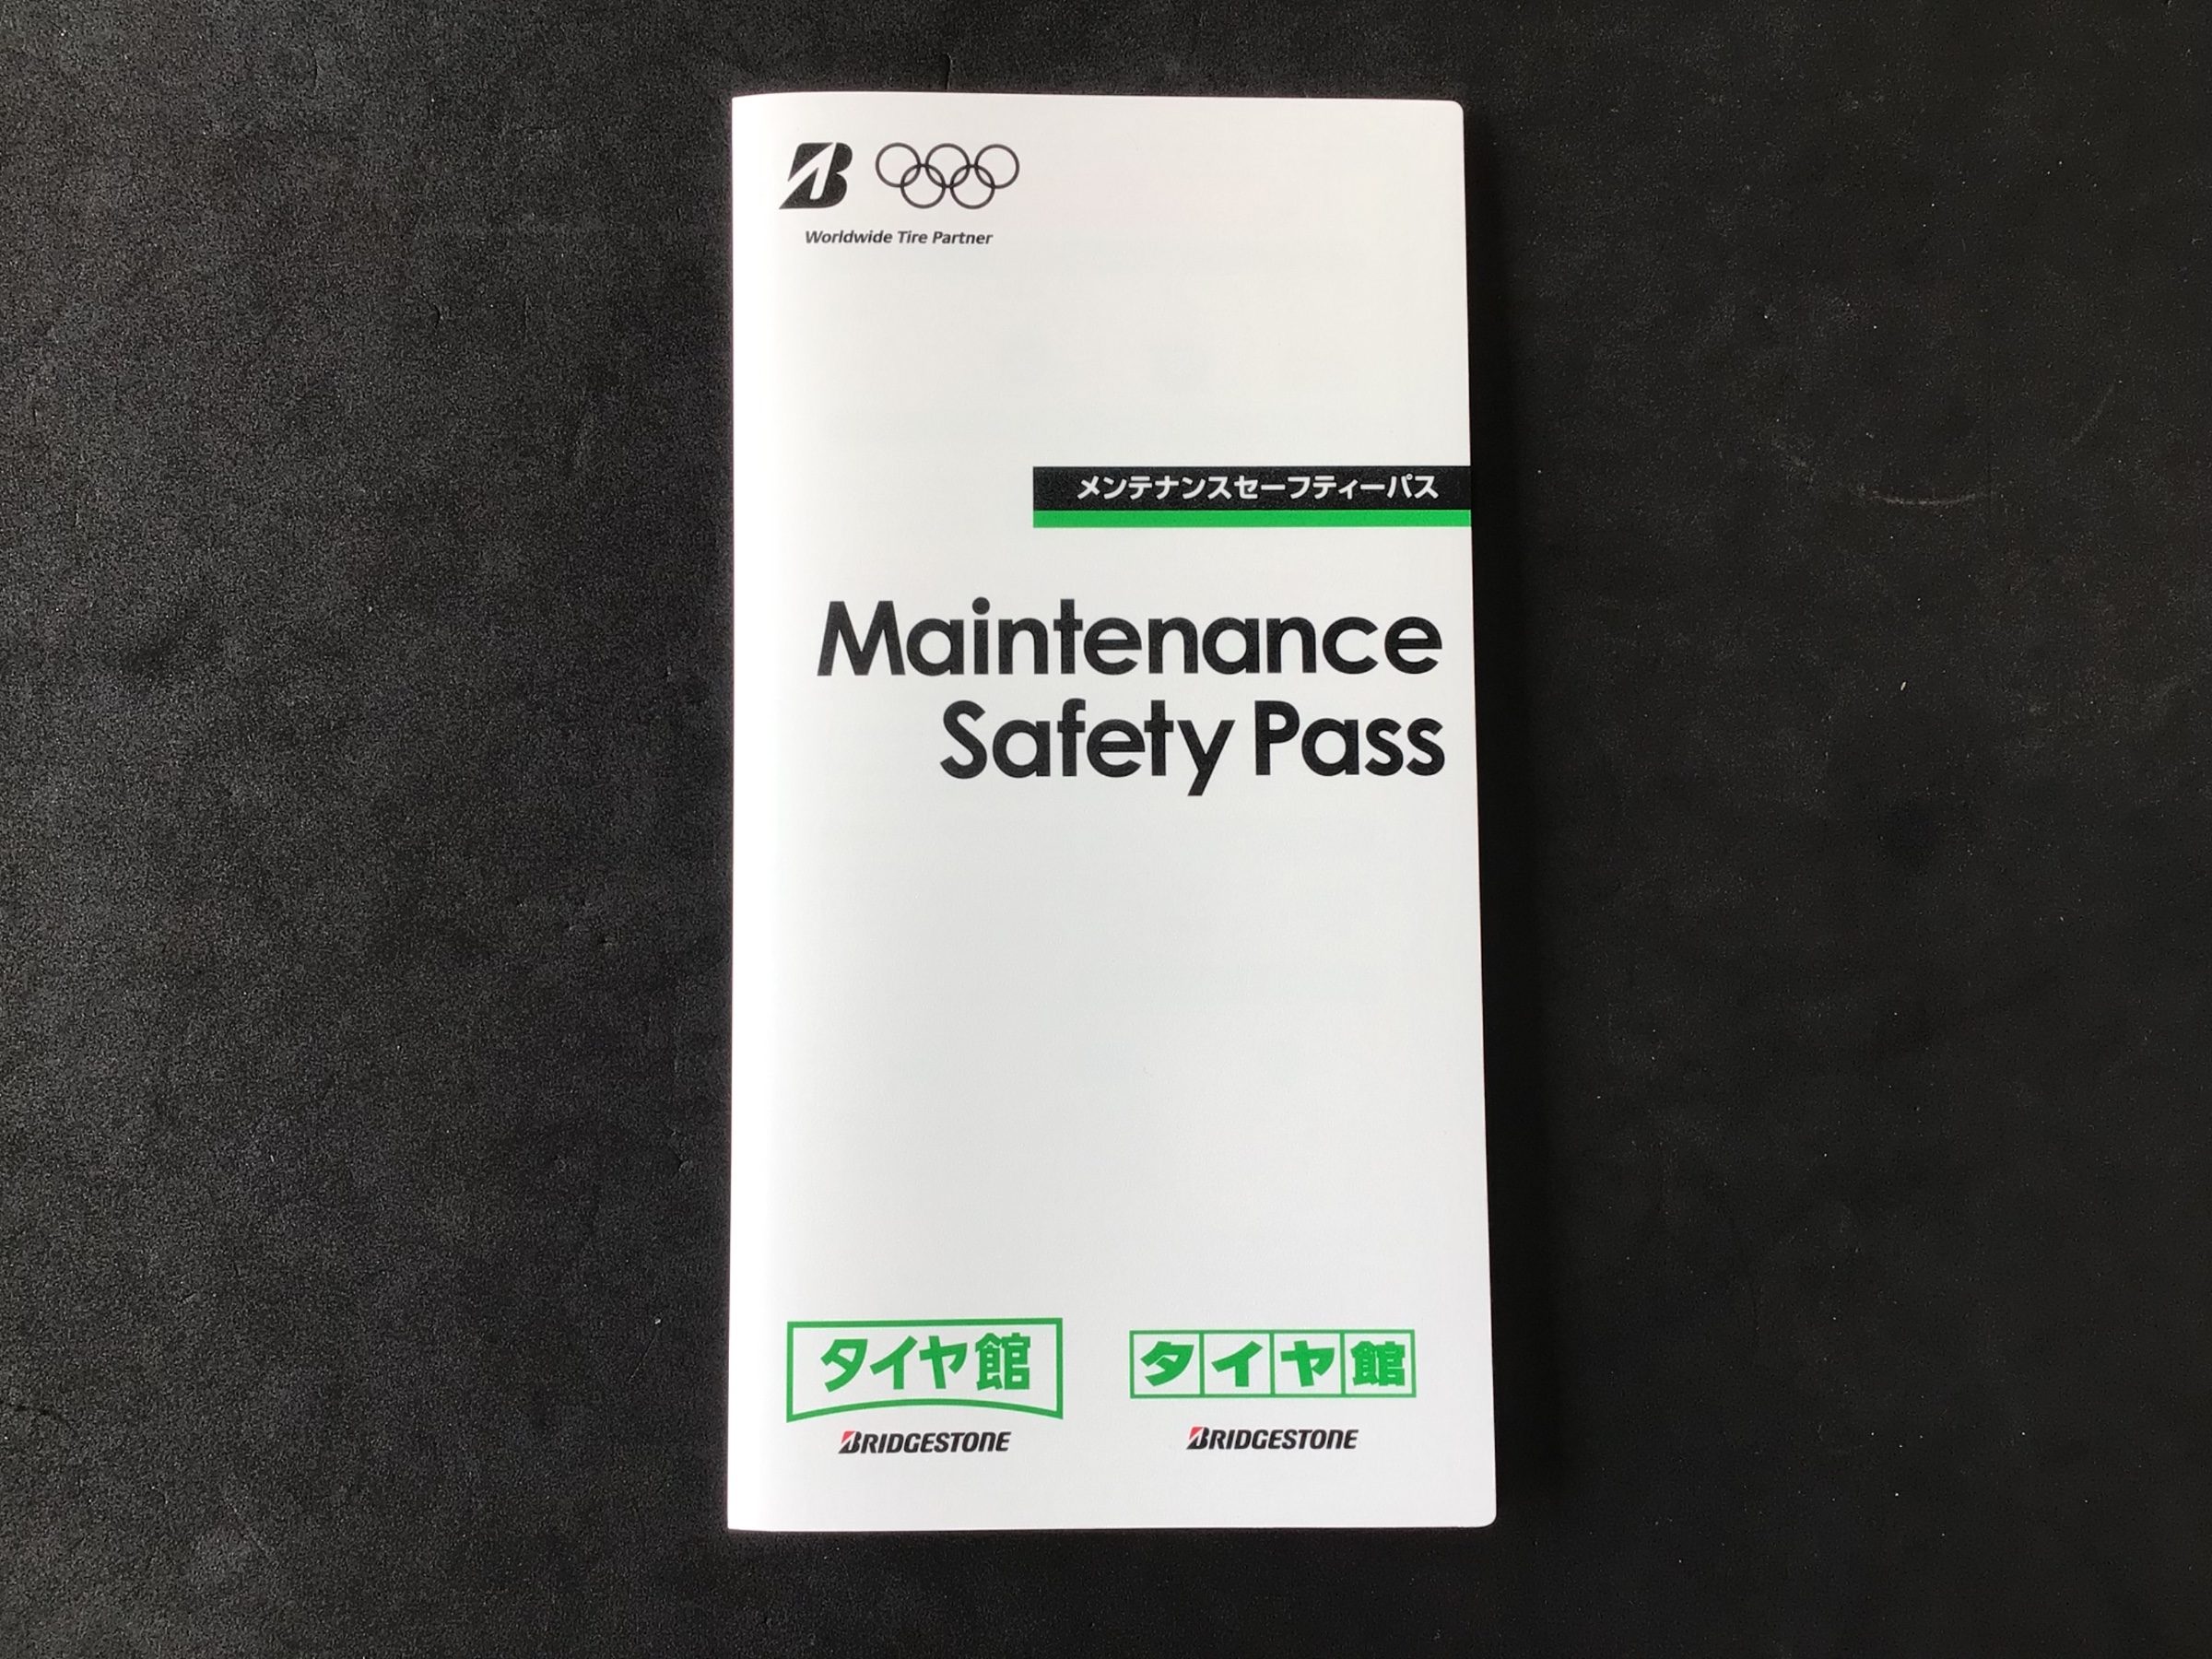 B
Worldwide Tire Partner
メンテナンスセーフティーパス
Maintenance
Safety Pass
タイヤ館
タイヤ館
BRIDGESTONE
BRIDGESTONE